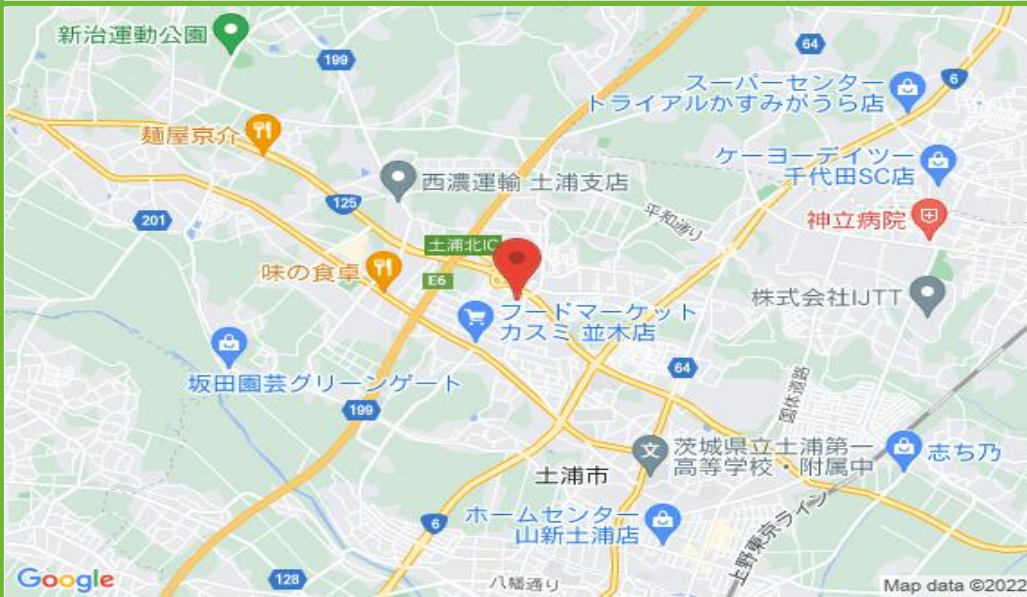 新治運動公園
199
64
スーパーセンター
トライアルかすみがうら店
6
麺屋京介
ケーヨーデイツー
千代田SC店
西濃運輸 土浦支店
125
201
平和通り
神立病院
土浦北IC
E6
味の食卓
株式会社IJTT
フードマーケット
カスミ 並木店
坂田園芸グリーンゲート
64
199
国体道路
茨城県立土浦第一
高等学校・附属中
志ち乃
土浦市
ホームセンター
山新土浦店
6
上野東京ライン
Google
128
八幡通り
Map data ©2022